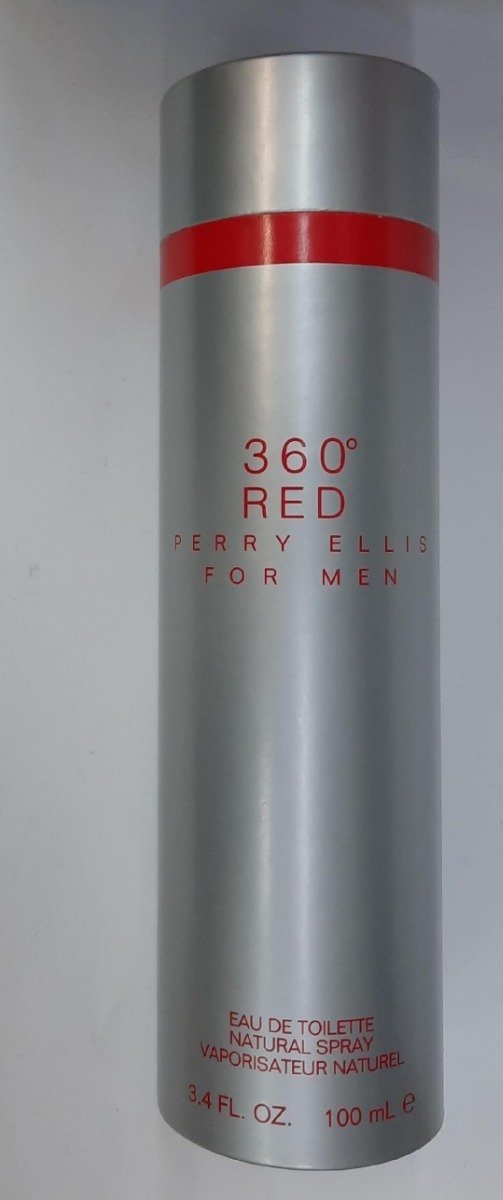 360°
RED
PERRY ELLIS
FOR MEN
EAU DE TOILETTE
NATURAL SPRAY
VAPORISATEUR NATUREL
3.4 FL. OZ. 100 mL ℮